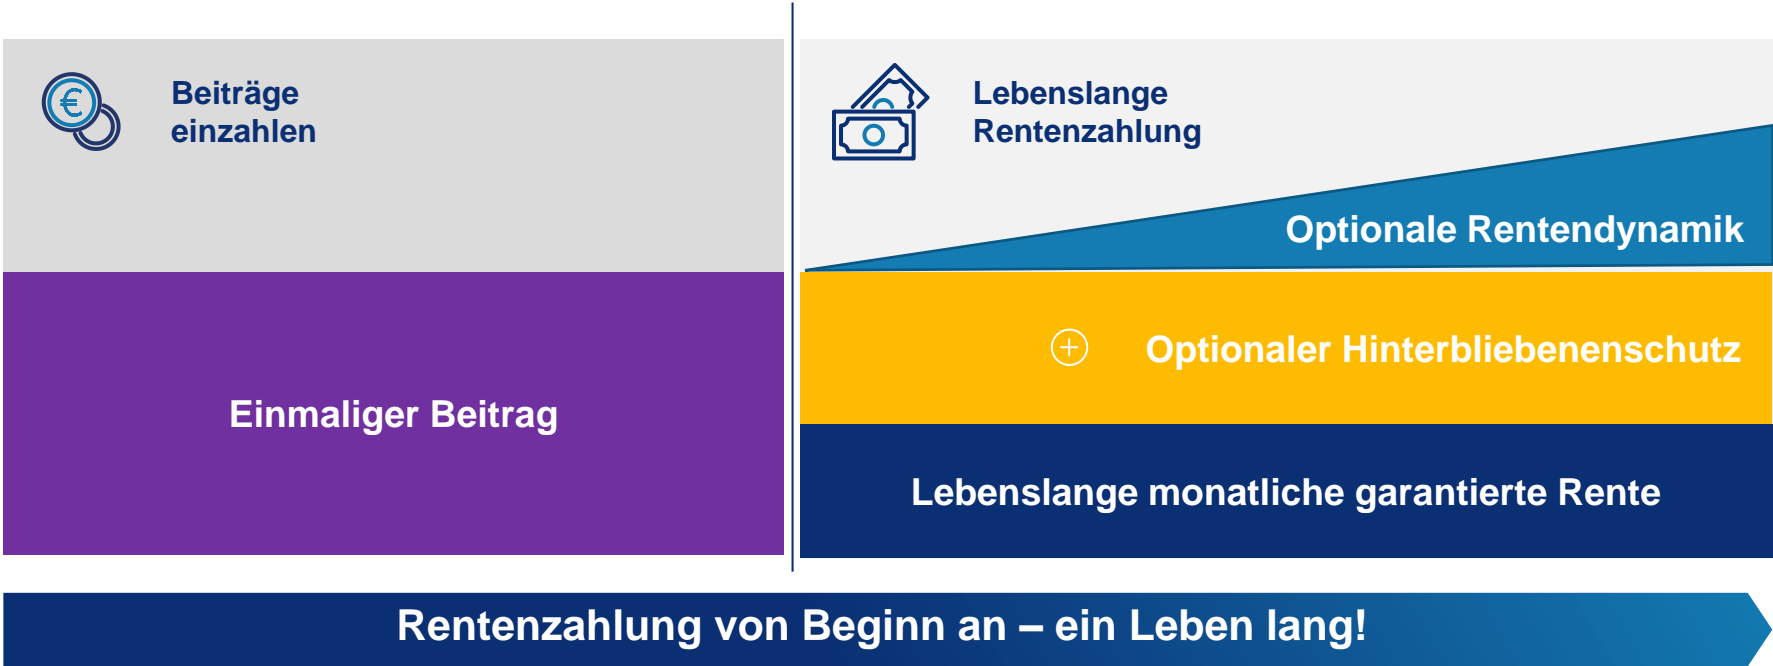 Beiträge
einzahlen
Einmaliger Beitrag
Lebenslange
Rentenzahlung
Optionale Rentendynamik
Optionaler Hinterbliebenenschutz
Lebenslange monatliche garantierte Rente
Rentenzahlung von Beginn an – ein Leben lang!